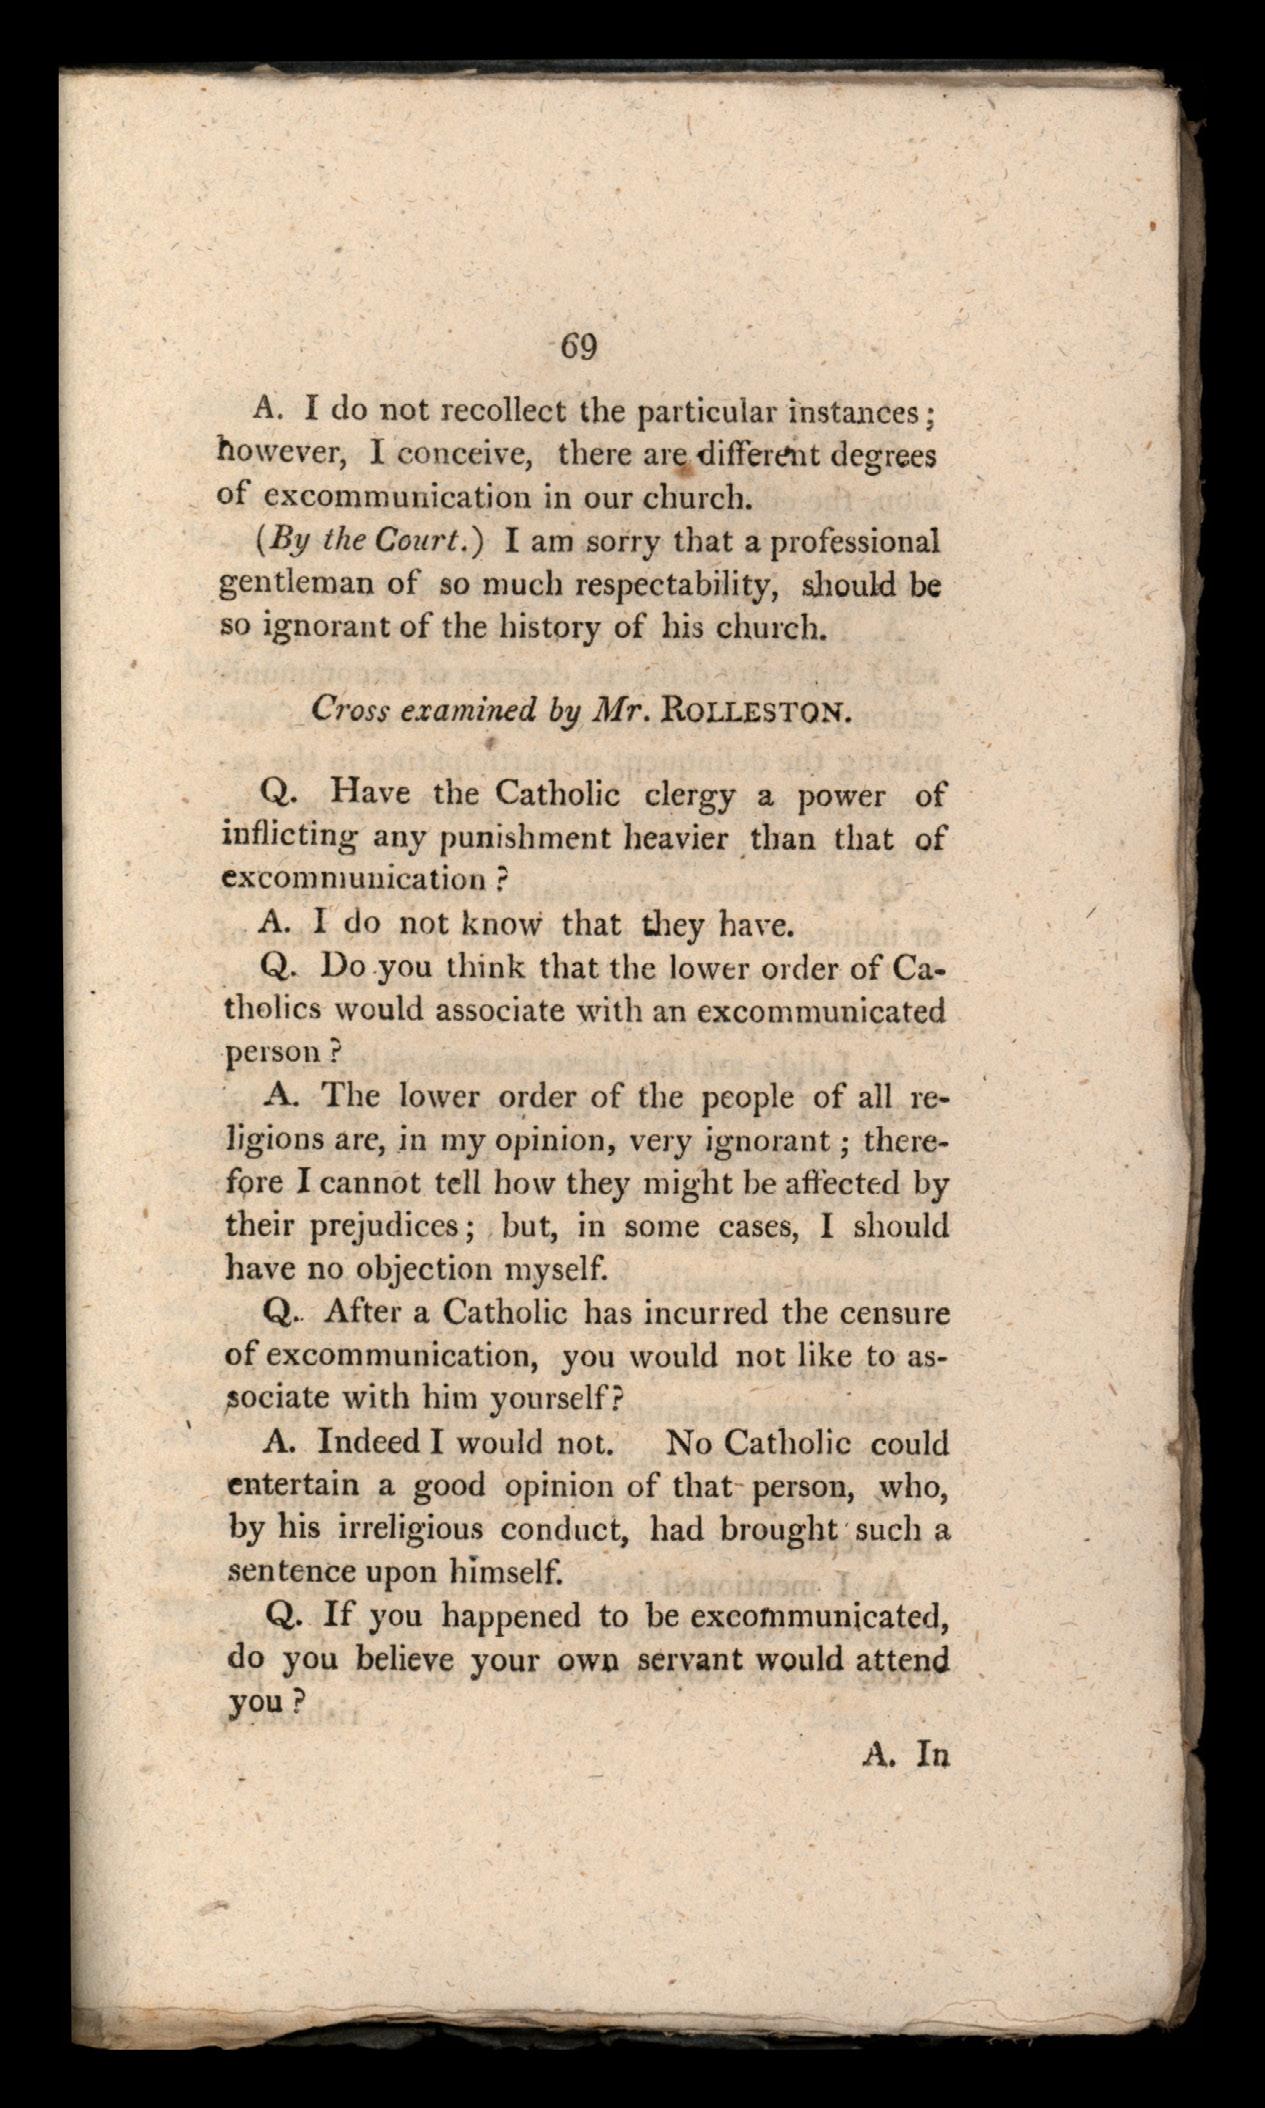 69
A. I do not recollect the particular instances;
however, I conceive, there are different degrees
of excommunication in our church.
(By the Court.) I am sorry that a professional
gentleman of so much respectability, should be
so ignorant of the history of his church.
Cross examined by Mr. ROLLESTON.
Q. Have the Catholic clergy a power of
inflicting any punishment heavier than that of
excommunication ?
A. I do not know that they have.
Q. Do you think that the lower order of Ca-
tholics would associate with an excommunicated
person ?
A. The lower order of the people of all re-
ligions are, in my opinion, very ignorant ; there-
fore I cannot tell how they might be affected by
their prejudices ; but, in some cases, I should
have no objection myself.
Q. After a Catholic has incurred the censure
of excommunication, you would not like to as-
sociate with him yourself?
A. Indeed I would not. No Catholic could
entertain a good opinion of that person, who,
by his irreligious conduct, had brought such a
sentence upon himself.
Q. If you happened to be excommunicated,
do you believe your own servant would attend
you ?
A. In